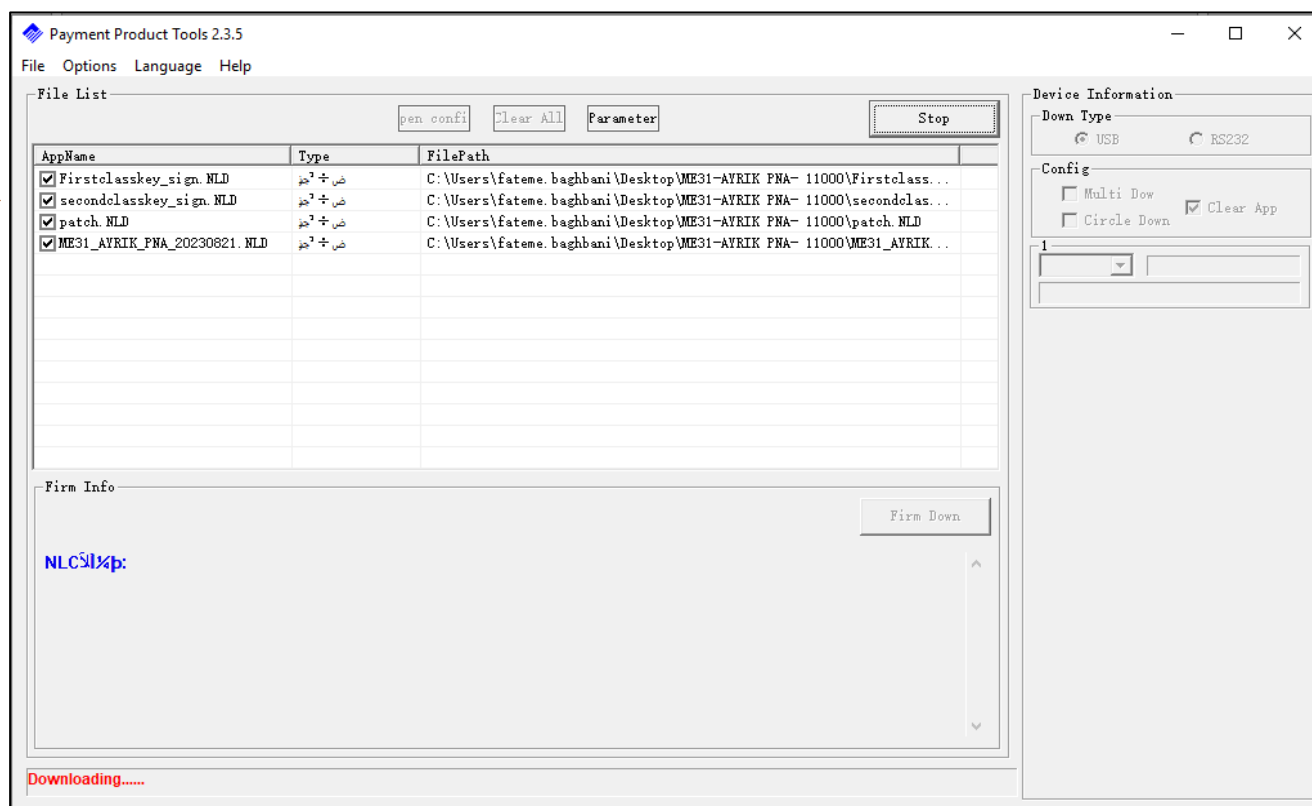 Payment Product Tools 2.3.5
File Options Language Help
File List
pen confi Clear All Parameter Stop
AppName Type FilePath
Firstclasskey_sign.NLD C:\Users\fateme.baghbani\Desktop\ME31-AYRIK PNA- 11000\Firstclass...
secondclasskey_sign.NLD C:\Users\fateme.baghbani\Desktop\ME31-AYRIK PNA- 11000\secondclas...
patch.NLD C:\Users\fateme.baghbani\Desktop\ME31-AYRIK PNA- 11000\patch.NLD
ME31_AYRIK_PNA_20230821.NLD C:\Users\fateme.baghbani\Desktop\ME31-AYRIK PNA- 11000\ME31_AYRIK...
Firm Info
Firm Down
Downloading......
Device Information
Down Type
USB RS232
Config
Multi Dow
Clear App
Circle Down
1